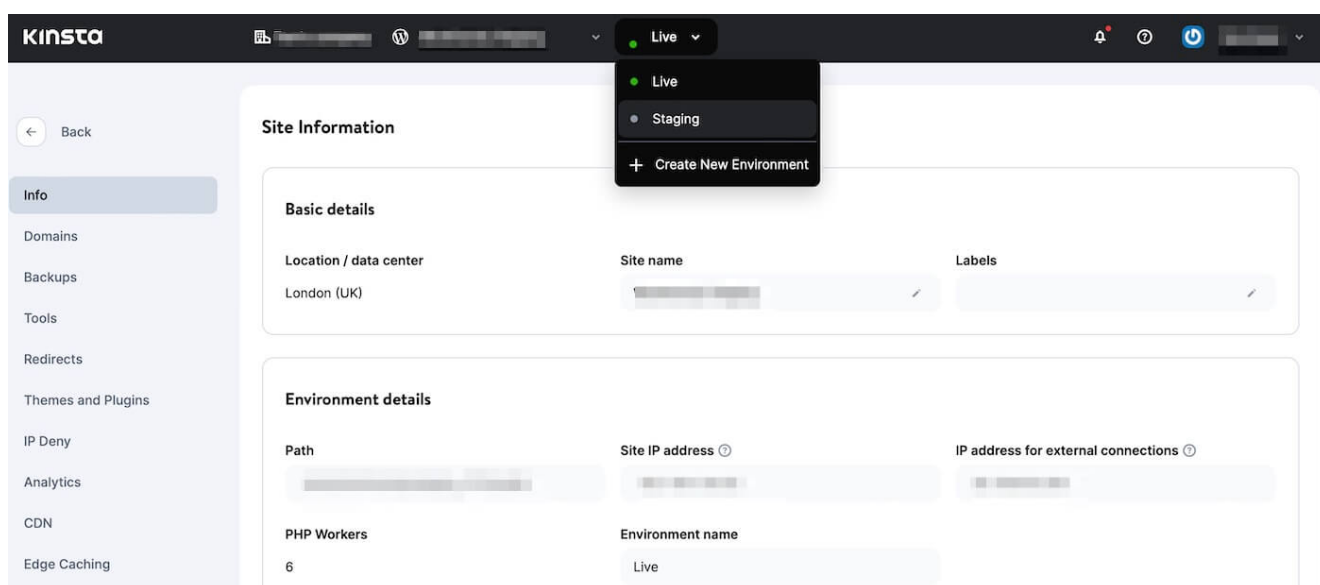 KINSTA
Live
Live
Staging
+ Create New Environment
Back
Site Information
Info
Domains
Backups
Tools
Redirects
Themes and Plugins
IP Deny
Analytics
CDN
Edge Caching
Basic details
Location / data center Site name Labels
London (UK)
Environment details
Path Site IP address IP address for external connections
PHP Workers Environment name
6 Live